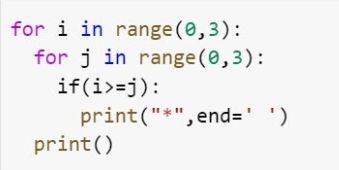 for i in range(0,3):
  for j in range(0,3):
    if(i>=j):
      print("*",end=' ')
  print()